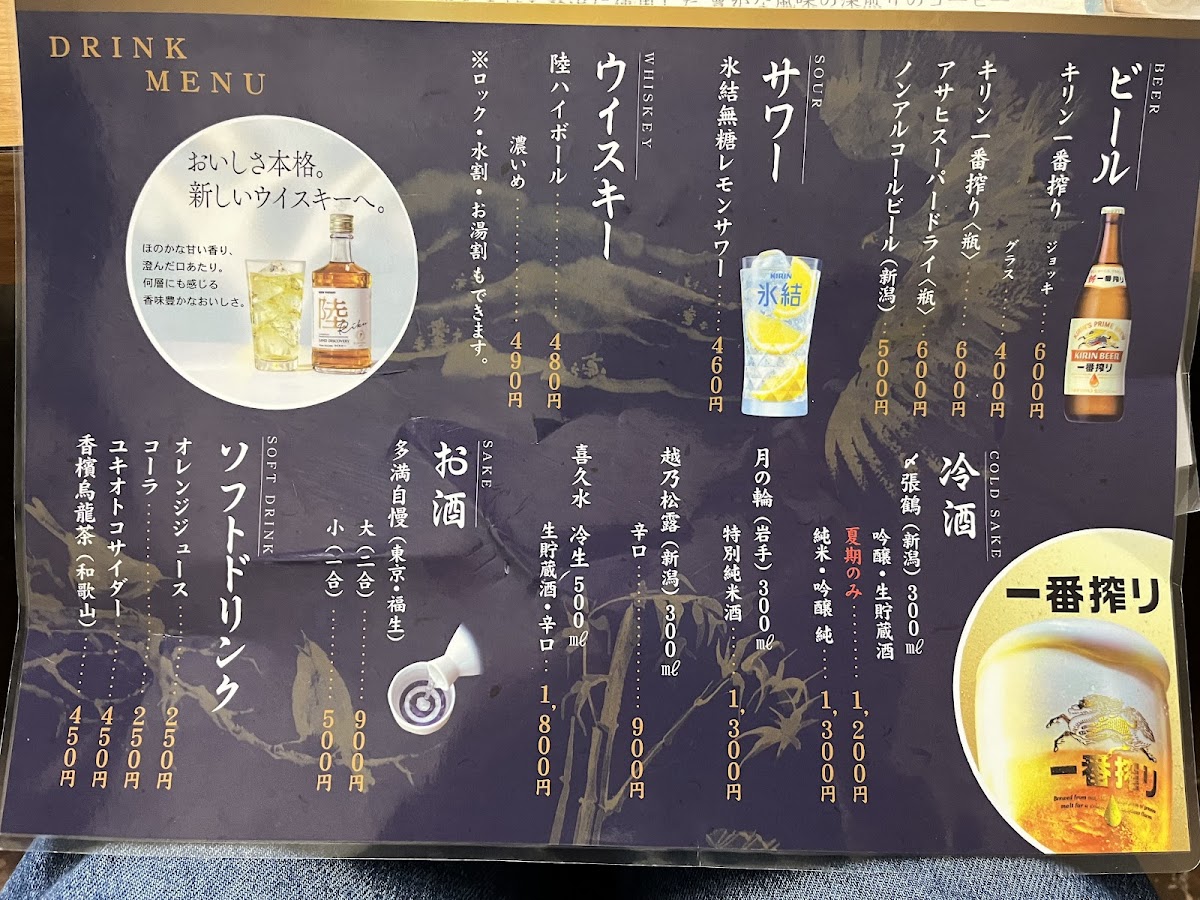 DRINK
MENU
BEER
ビール
キリン一番搾り
ジョッキ……600円
グラス……400円
キリン一番搾り〈瓶〉……600円
アサヒスーパードライ〈瓶〉……600円
ノンアルコールビール（新潟）……500円
KIRIN BEER
一番搾り
SOUR
サワー
氷結無糖レモンサワー……460円
KIRIN
氷結
WHISKEY
ウイスキー
陸ハイボール……480円
濃いめ……490円
※ロック・水割・お湯割もできます。
おいしさ本格。
新しいウイスキーへ。
ほのかな甘い香り、
澄んだ口あたり。
何層にも感じる
香味豊かなおいしさ。
陸
COLD SAKE
冷酒
〆張鶴（新潟）300㎖
吟醸・生貯蔵酒
夏期のみ……1,200円
純米・吟醸 純……1,300円
月の輪（岩手）300㎖
特別純米酒……1,300円
越乃松露（新潟）300㎖
辛口……900円
喜久水 冷生 500㎖
生貯蔵酒・辛口……1,800円
一番搾り
一番搾り
SAKE
お酒
多満自慢（東京・福生）
大（二合）……900円
小（一合）……500円
SOFT DRINK
ソフトドリンク
オレンジジュース……250円
コーラ……250円
ユキオトコサイダー……450円
香檳烏龍茶（和歌山）……450円